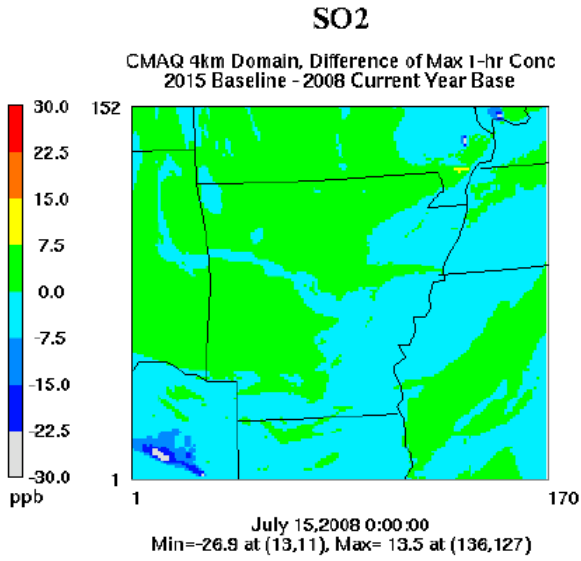 SO2
CMAQ 4km Domain, Difference of Max 1-hr Conc
2015 Baseline - 2008 Current Year Base
30.0
22.5
15.0
7.5
0.0
-7.5
-15.0
-22.5
-30.0
ppb
152
1
1
170
July 15,2008 0:00:00
Min=-26.9 at (13,11), Max= 13.5 at (136,127)